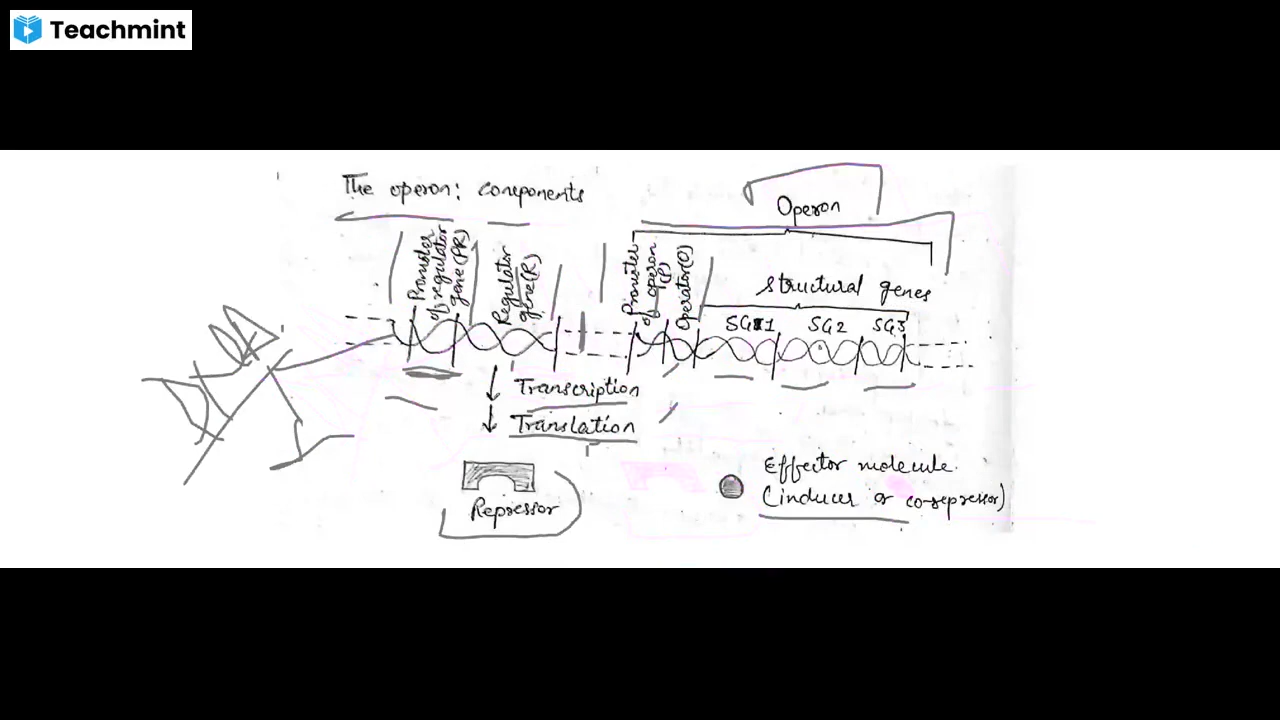 Teachmint
The operon: components
Operon
Promoter
of regulator
gene (PR)
Regulator
gene (R)
Promoter
of operon
(P)
Operator (O)
Structural genes
SG1
SG2
SG3
Transcription
Translation
Repressor
Effector molecule.
(inducer or co-repressor)